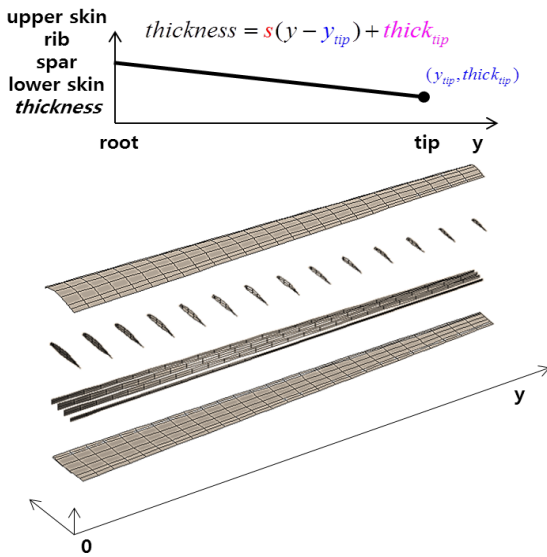 upper skin
rib
spar
lower skin
thickness
thickness = s(y − y_tip) + thick_tip
(y_tip, thick_tip)
root
tip
y
y
0